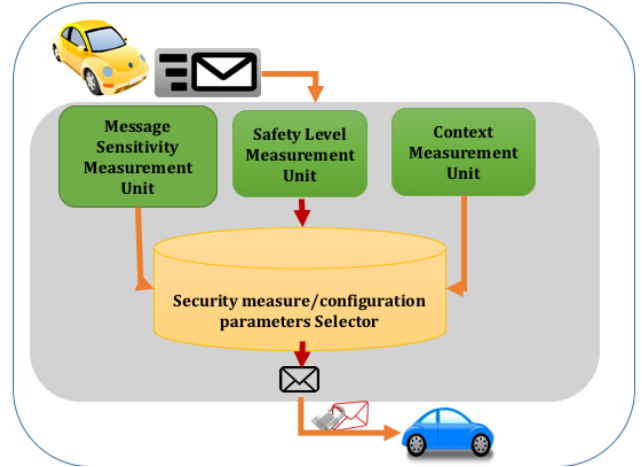 Message
Sensitivity
Measurement
Unit
Safety Level
Measurement
Unit
Context
Measurement
Unit
Security measure/configuration
parameters Selector